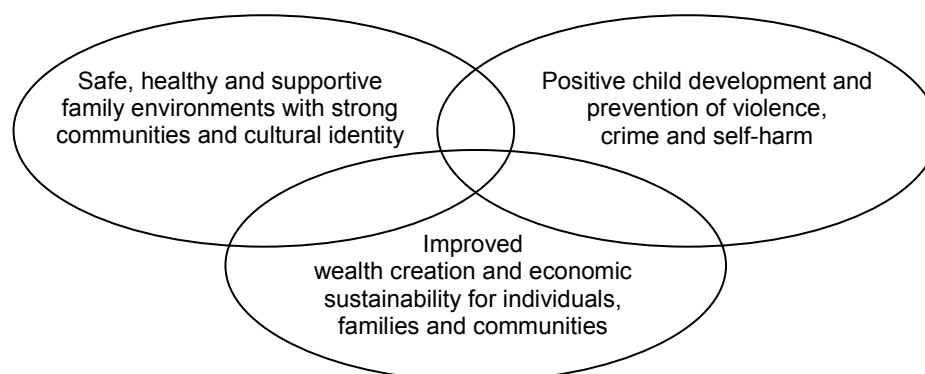 Safe, healthy and supportive
family environments with strong
communities and cultural identity
Positive child development and
prevention of violence,
crime and self-harm
Improved
wealth creation and economic
sustainability for individuals,
families and communities